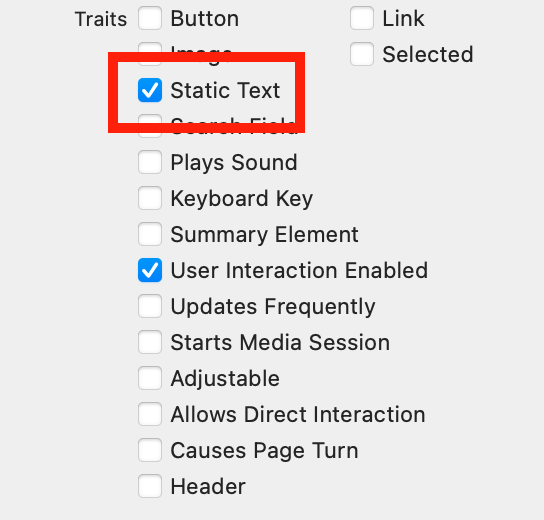 Traits Button Link
Image Selected
Static Text
Search Field
Plays Sound
Keyboard Key
Summary Element
User Interaction Enabled
Updates Frequently
Starts Media Session
Adjustable
Allows Direct Interaction
Causes Page Turn
Header